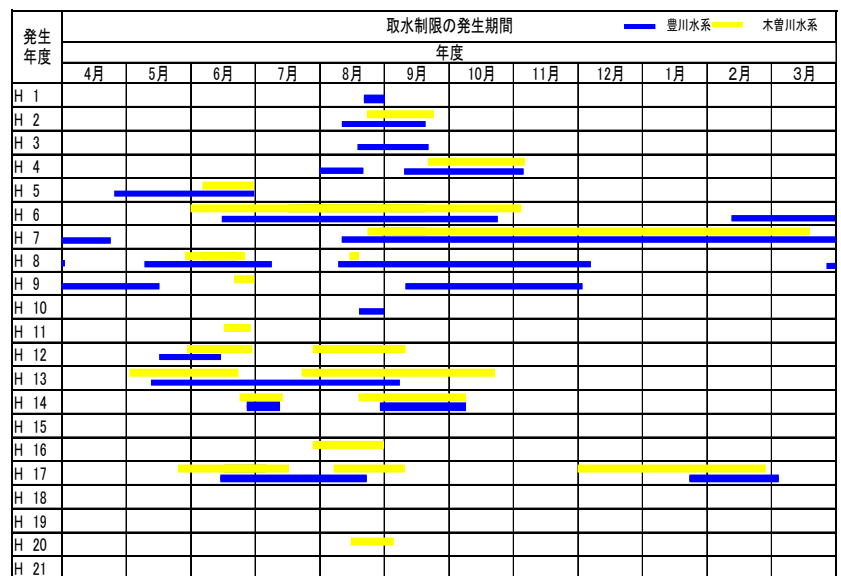 取水制限の発生期間 豊川水系 木曽川水系
発生
年度
年度
4月 5月 6月 7月 8月 9月 10月 11月 12月 1月 2月 3月
H 1
H 2
H 3
H 4
H 5
H 6
H 7
H 8
H 9
H 10
H 11
H 12
H 13
H 14
H 15
H 16
H 17
H 18
H 19
H 20
H 21